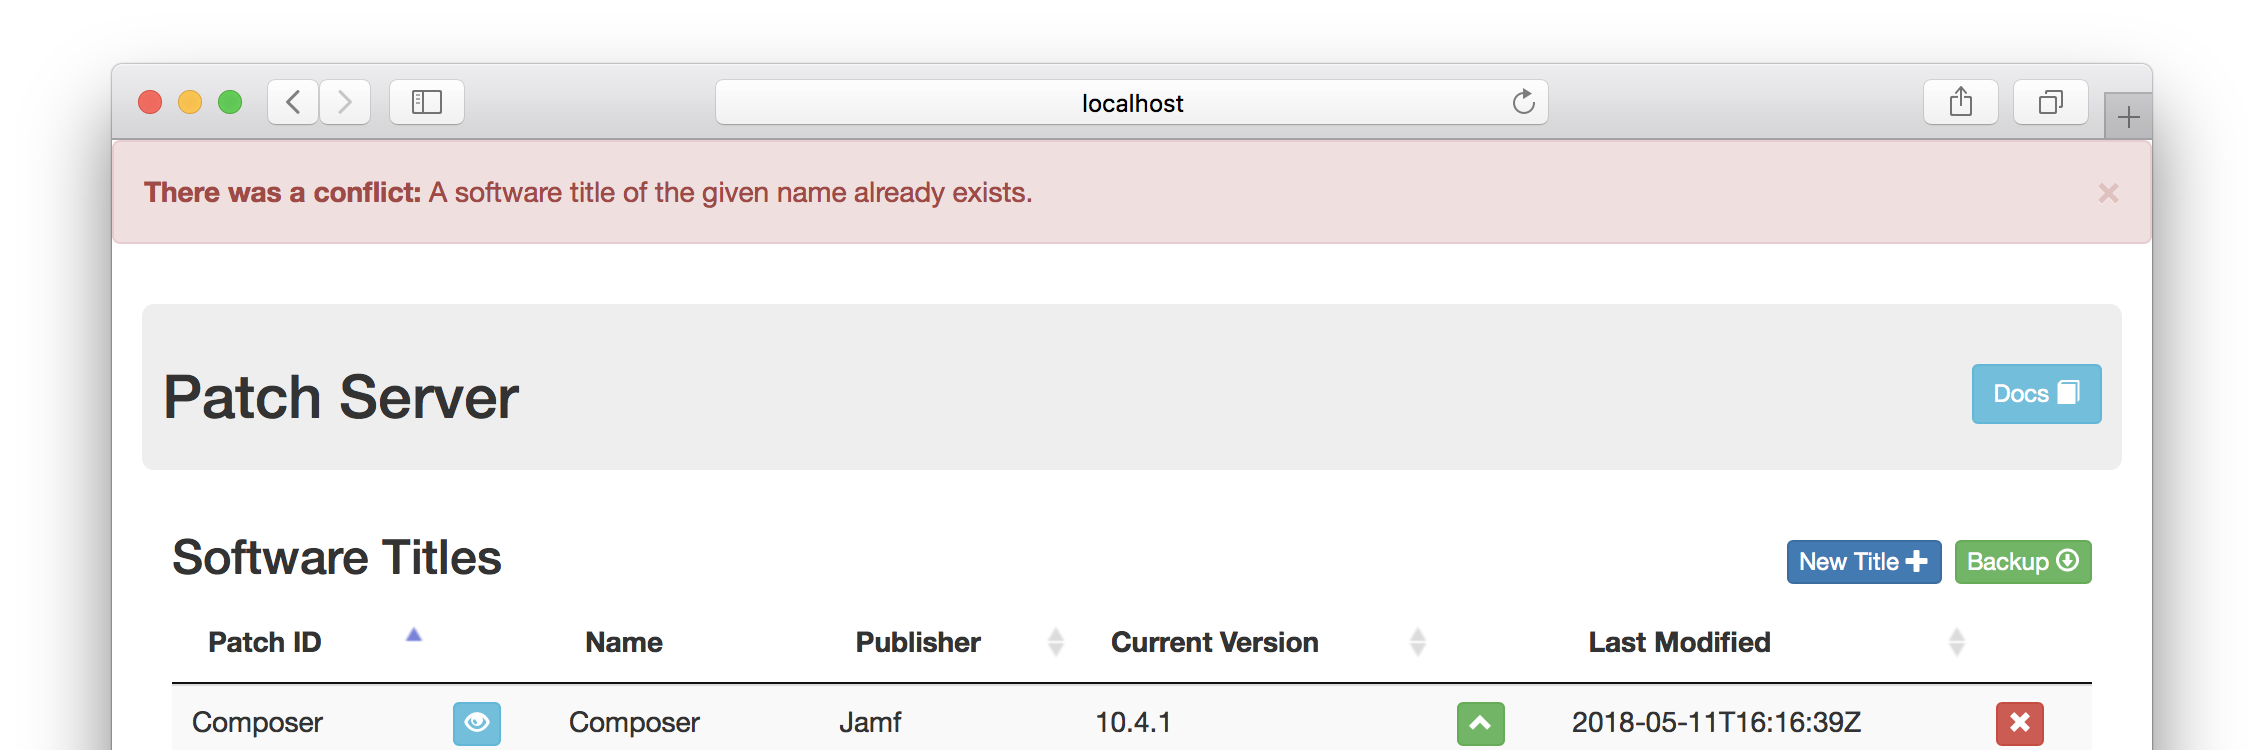 localhost
There was a conflict: A software title of the given name already exists.
Patch Server
Docs
Software Titles
New Title
Backup
Patch ID Name Publisher Current Version Last Modified
Composer Composer Jamf 10.4.1 2018-05-11T16:16:39Z